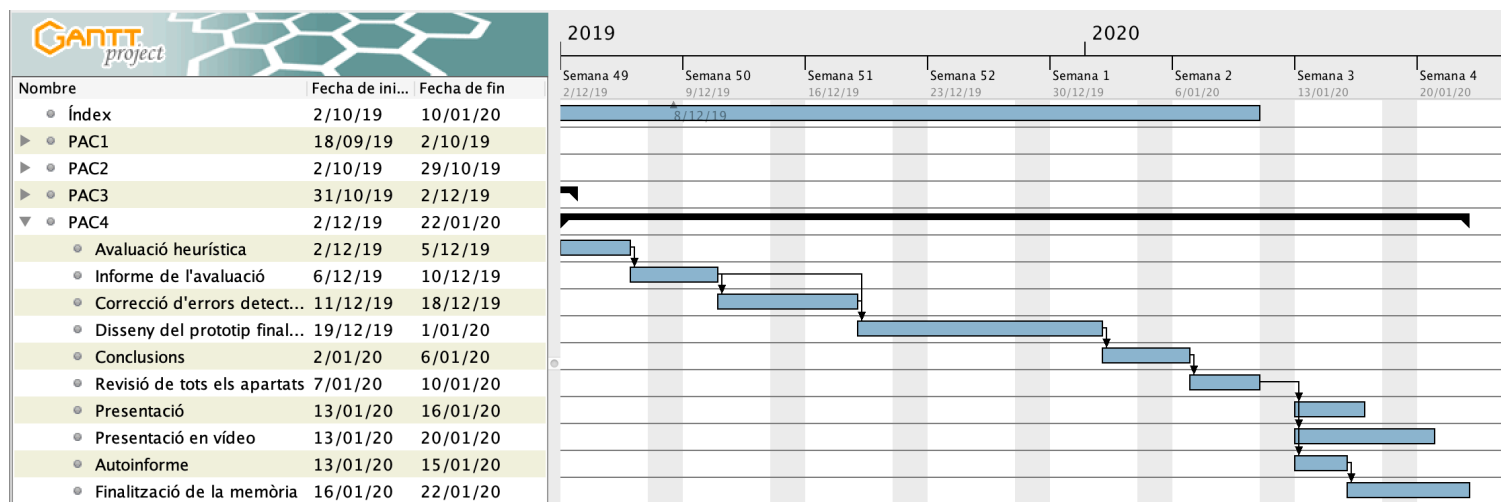 GANTT
project
2019 2020
Semana 49 Semana 50 Semana 51 Semana 52 Semana 1 Semana 2 Semana 3 Semana 4
2/12/19 9/12/19 16/12/19 23/12/19 30/12/19 6/01/20 13/01/20 20/01/20
Nombre Fecha de ini... Fecha de fin
Índex 2/10/19 10/01/20
8/12/19
PAC1 18/09/19 2/10/19
PAC2 2/10/19 29/10/19
PAC3 31/10/19 2/12/19
PAC4 2/12/19 22/01/20
Avaluació heurística 2/12/19 5/12/19
Informe de l'avaluació 6/12/19 10/12/19
Correcció d'errors detect... 11/12/19 18/12/19
Disseny del prototip final... 19/12/19 1/01/20
Conclusions 2/01/20 6/01/20
Revisió de tots els apartats 7/01/20 10/01/20
Presentació 13/01/20 16/01/20
Presentació en vídeo 13/01/20 20/01/20
Autoinforme 13/01/20 15/01/20
Finalització de la memòria 16/01/20 22/01/20